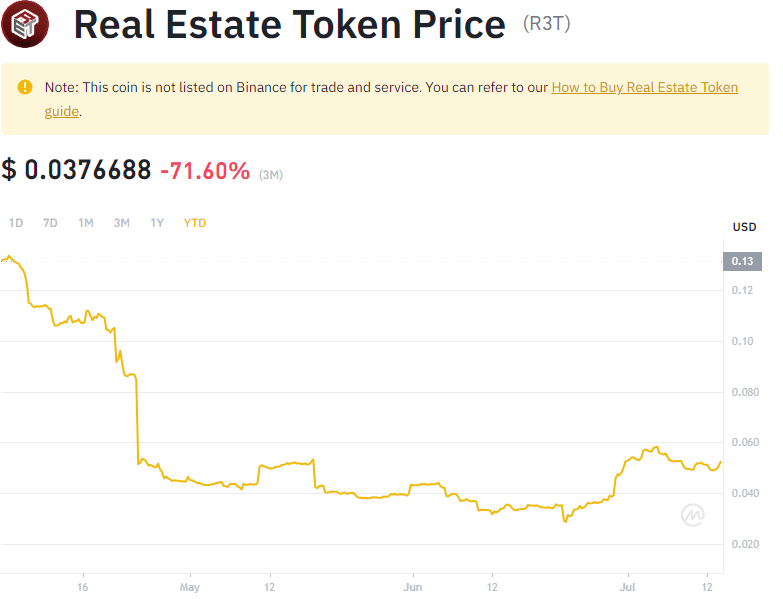 Real Estate Token Price (R3T)
Note: This coin is not listed on Binance for trade and service. You can refer to our How to Buy Real Estate Token
guide.
$ 0.0376688 -71.60% (3M)
1D 7D 1M 3M 1Y YTD
USD
0.13
0.12
0.10
0.080
0.060
0.040
0.020
16 May 12 Jun 12 Jul 12